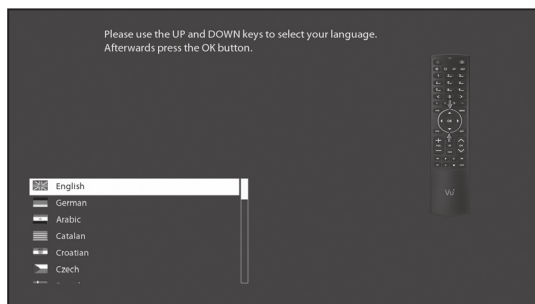 Please use the UP and DOWN keys to select your language.
Afterwards press the OK button.
OK
English
German
Arabic
Catalan
Croatian
Czech